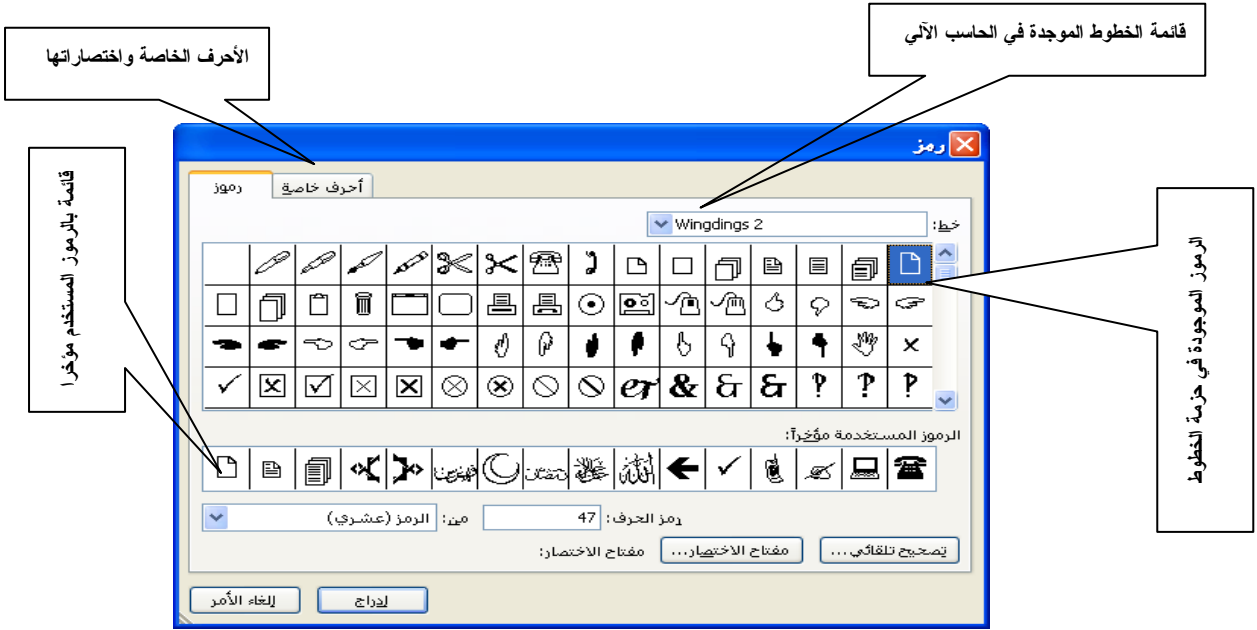 قائمة الخطوط الموجدة في الحاسب الآلي
الأحرف الخاصة واختصاراتها
رمز
أحرف خاصة
رموز
خط:
Wingdings 2
الرموز المستخدمة مؤخراً:
رمز الحرف:
47
من:
الرمز (عشري)
تصحيح تلقائي...
مفتاح الاختصار...
مفتاح الاختصار:
إدراج
إلغاء الأمر
الرموز الموجودة في حزمة الخطوط
قائمة بالرموز المستخدم مؤخرا